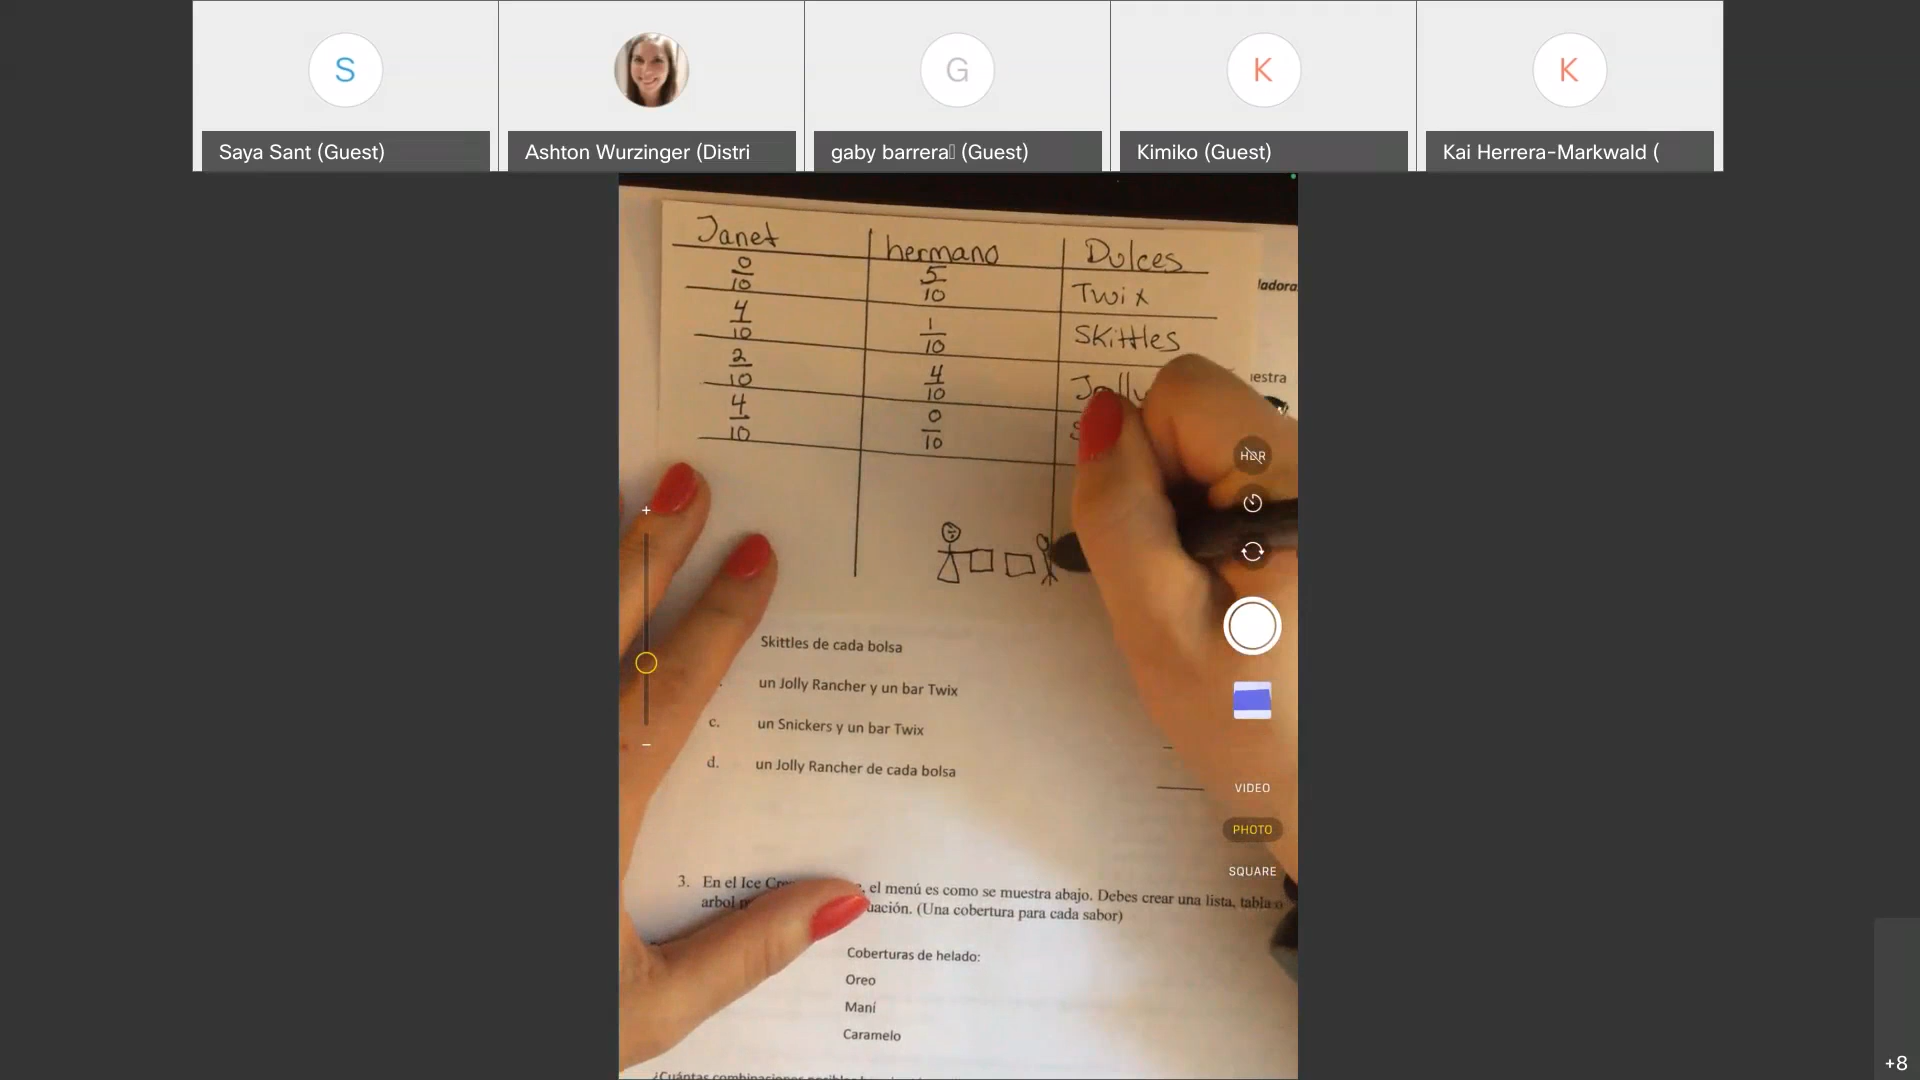 S
G
K
K
Saya Sant (Guest)
Ashton Wurzinger (Distri
gaby barrera (Guest)
Kimiko (Guest)
Kai Herrera-Markwald (
Janet hermano Dulces
0/10 5/10 Twix
4/10 1/10 Skittles
2/10 4/10 Jolly
4/10 0/10 S
ladora
estra
HDR
Skittles de cada bolsa
un Jolly Rancher y un bar Twix
c. un Snickers y un bar Twix
d. un Jolly Rancher de cada bolsa
VIDEO
PHOTO
SQUARE
3. En el Ice el menú es como se muestra abajo. Debes crear una lista, tabla o
arbol uación. (Una cobertura para cada sabor)
Coberturas de helado:
Oreo
Maní
Caramelo
+8